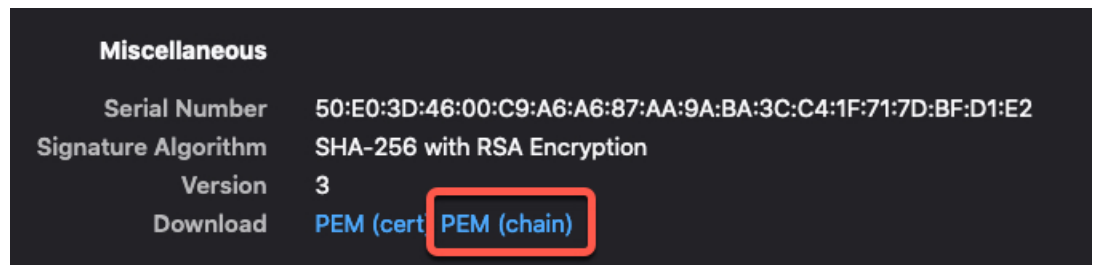 Miscellaneous
Serial Number 50:E0:3D:46:00:C9:A6:A6:87:AA:9A:BA:3C:C4:1F:71:7D:BF:D1:E2
Signature Algorithm SHA-256 with RSA Encryption
Version 3
Download PEM (cert) PEM (chain)